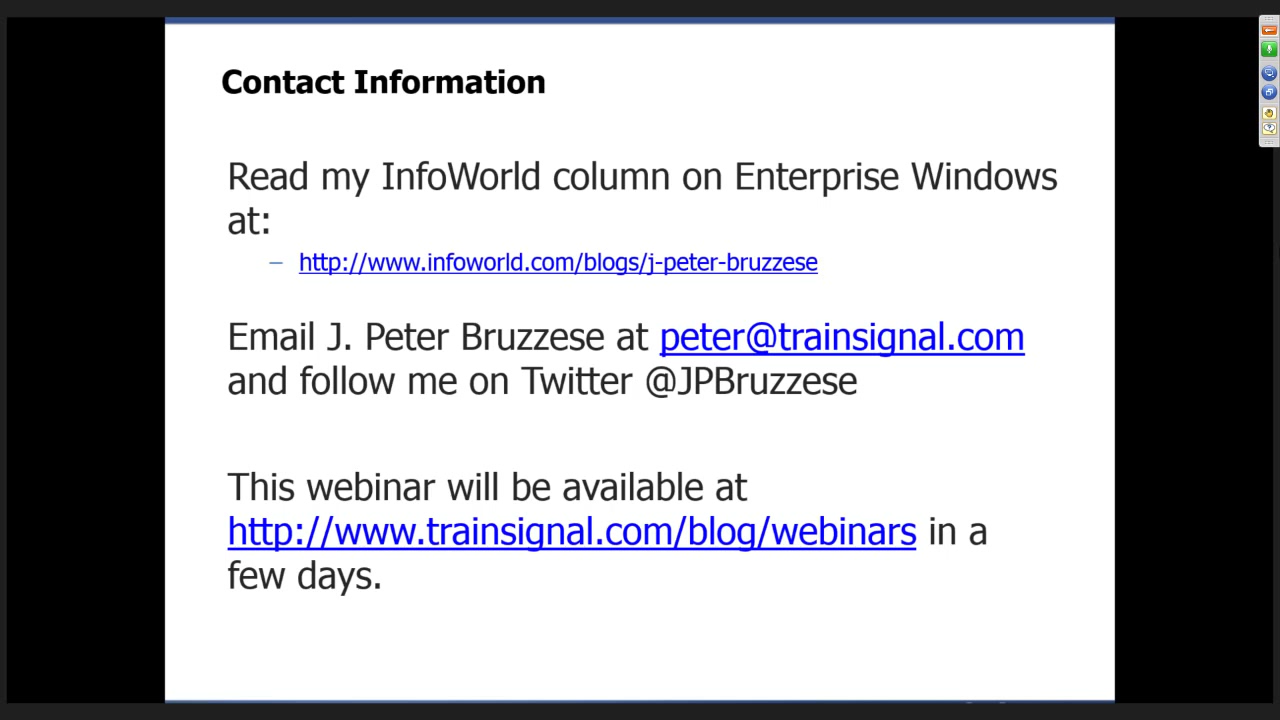 Contact Information
Read my InfoWorld column on Enterprise Windows
at:
– http://www.infoworld.com/blogs/j-peter-bruzzese
Email J. Peter Bruzzese at peter@trainsignal.com
and follow me on Twitter @JPBruzzese
This webinar will be available at
http://www.trainsignal.com/blog/webinars in a
few days.